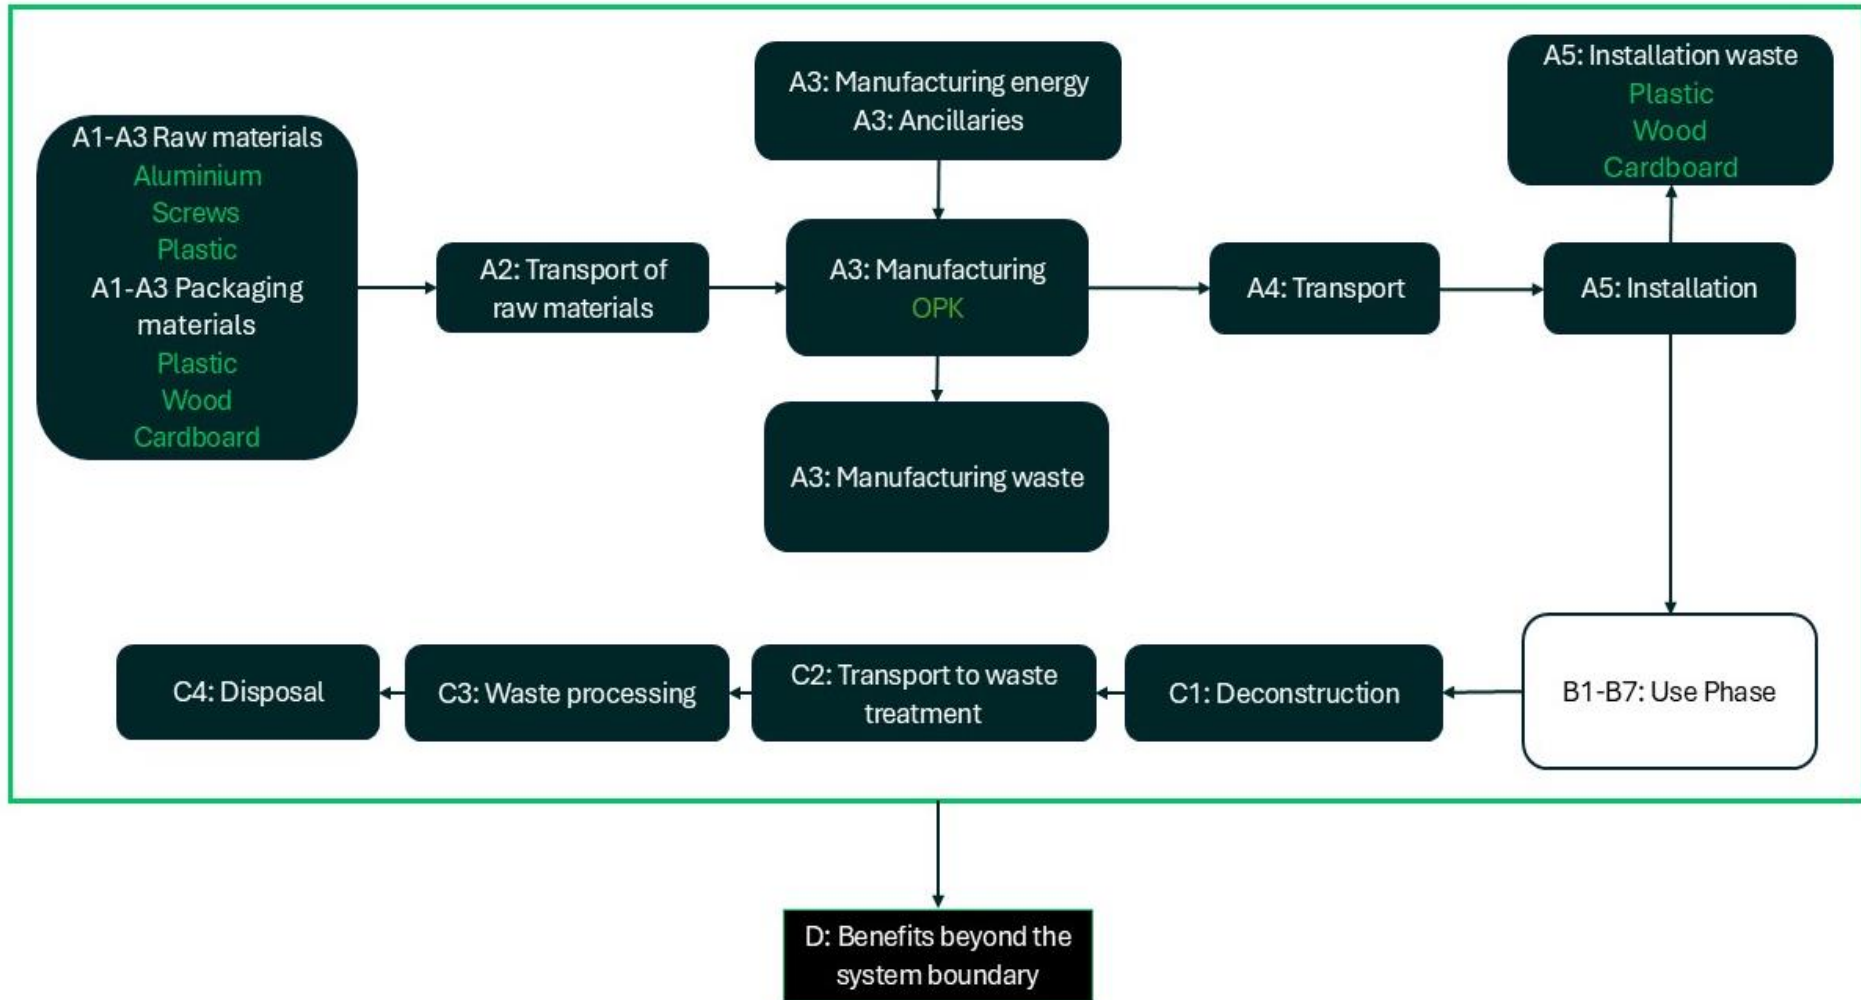 A1-A3 Raw materials
Aluminium
Screws
Plastic
A1-A3 Packaging
materials
Plastic
Wood
Cardboard
A2: Transport of
raw materials
A3: Manufacturing energy
A3: Ancillaries
A3: Manufacturing
OPK
A3: Manufacturing waste
A4: Transport
A5: Installation waste
Plastic
Wood
Cardboard
A5: Installation
B1-B7: Use Phase
C1: Deconstruction
C2: Transport to waste
treatment
C3: Waste processing
C4: Disposal
D: Benefits beyond the
system boundary